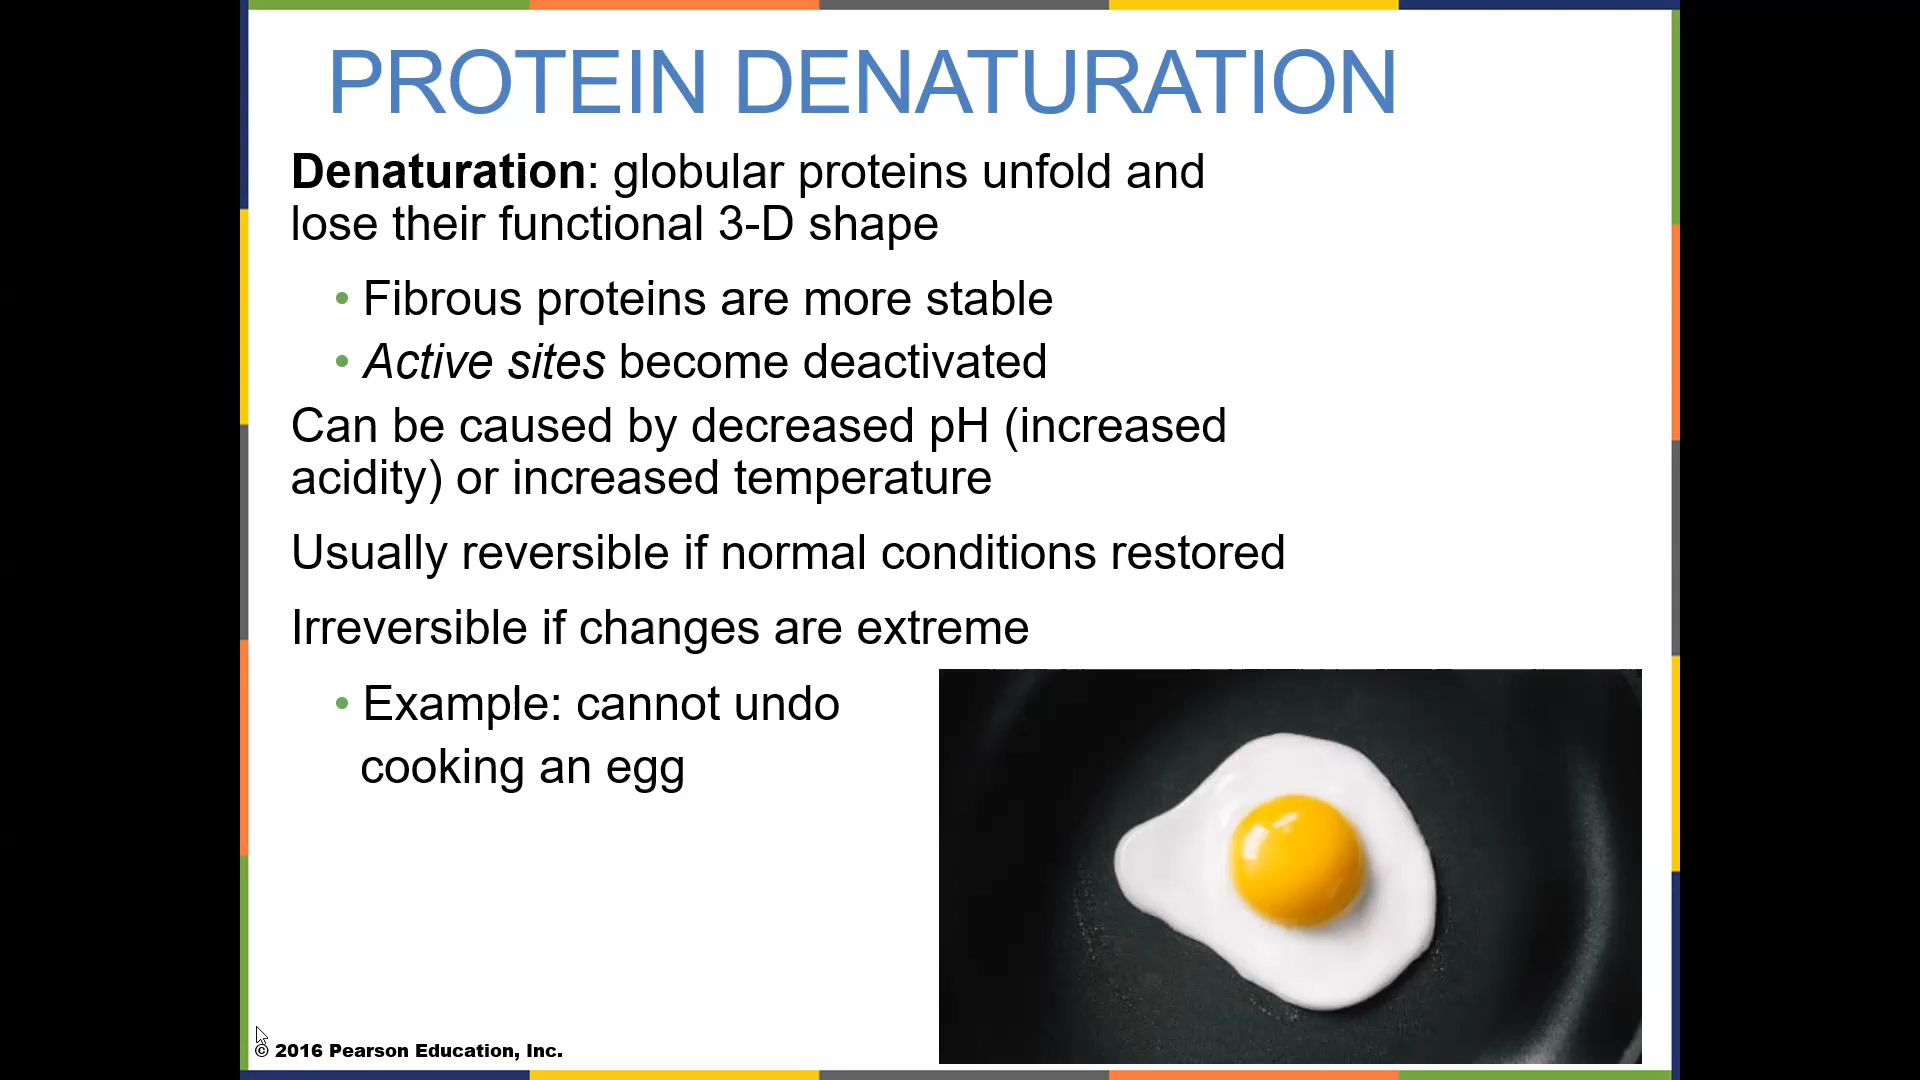 PROTEIN DENATURATION
Denaturation: globular proteins unfold and
lose their functional 3-D shape
• Fibrous proteins are more stable
• Active sites become deactivated
Can be caused by decreased pH (increased
acidity) or increased temperature
Usually reversible if normal conditions restored
Irreversible if changes are extreme
• Example: cannot undo
cooking an egg
© 2016 Pearson Education, Inc.